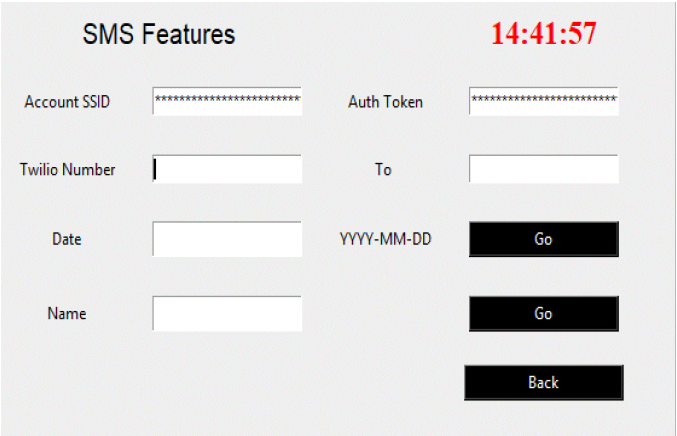 SMS Features 14:41:57
Account SSID ************************ Auth Token ************************
Twilio Number To
Date YYYY-MM-DD Go
Name Go
Back